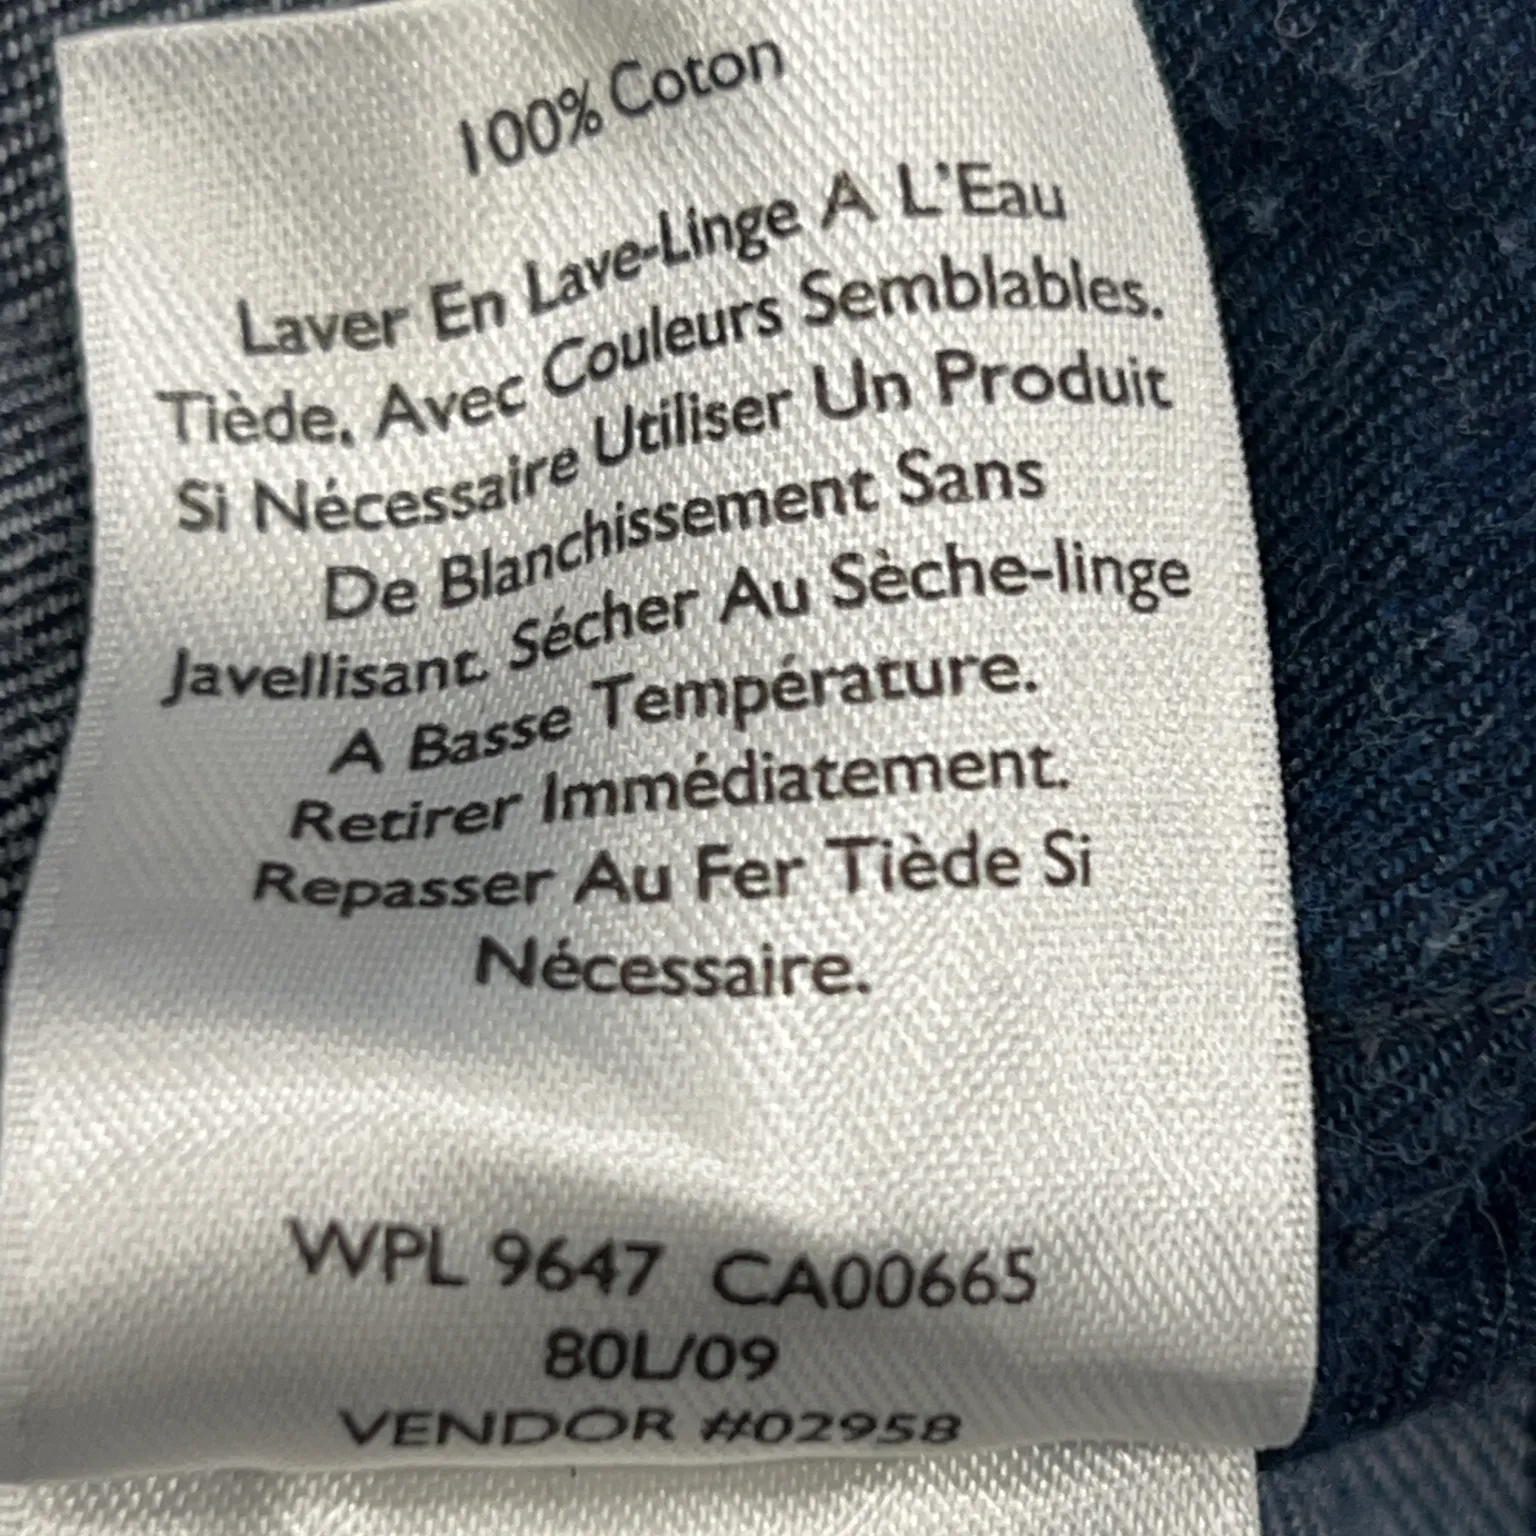 100% Coton
Laver En Lave-Linge A L'Eau
Tiède, Avec Couleurs Semblables.
Si Nécessaire Utiliser Un Produit
De Blanchissement Sans
Javellisant. Sécher Au Sèche-linge
A Basse Température.
Retirer Immédiatement.
Repasser Au Fer Tiède Si
Nécessaire.
WPL 9647 CA00665
80L/09
VENDOR #02958